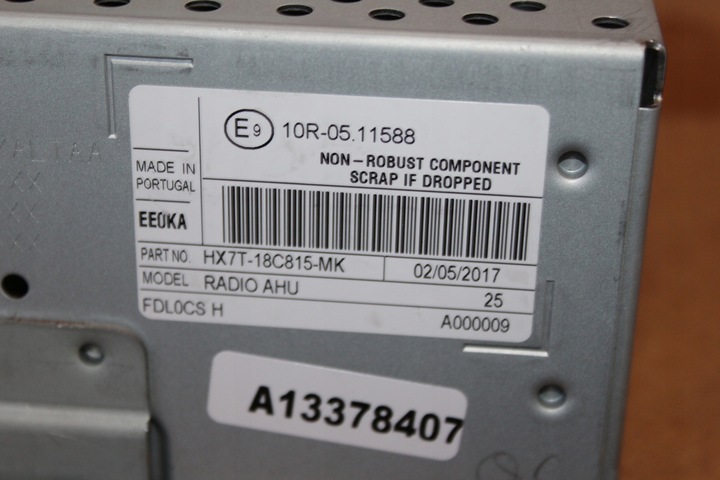 E9 10R-05.11588
NON-ROBUST COMPONENT
SCRAP IF DROPPED
MADE IN
PORTUGAL
EE0KA
PART NO. HX7T-18C815-MK 02/05/2017
MODEL RADIO AHU 25
FDL0CS H A000009
A13378407